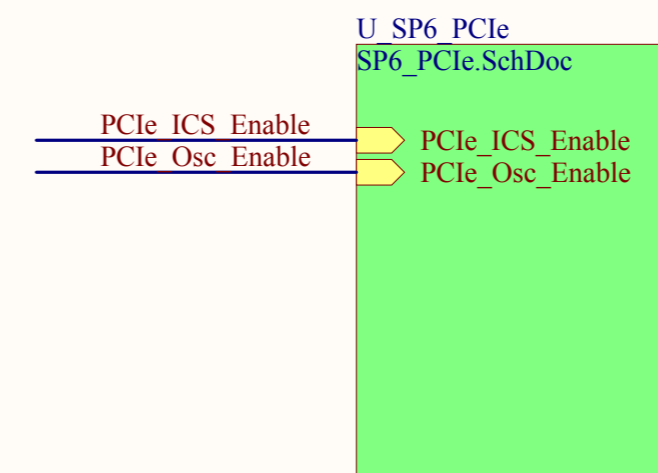 U_SP6_PCIe
SP6_PCIe.SchDoc
PCIe_ICS_Enable
PCIe_ICS_Enable
PCIe_Osc_Enable
PCIe_Osc_Enable